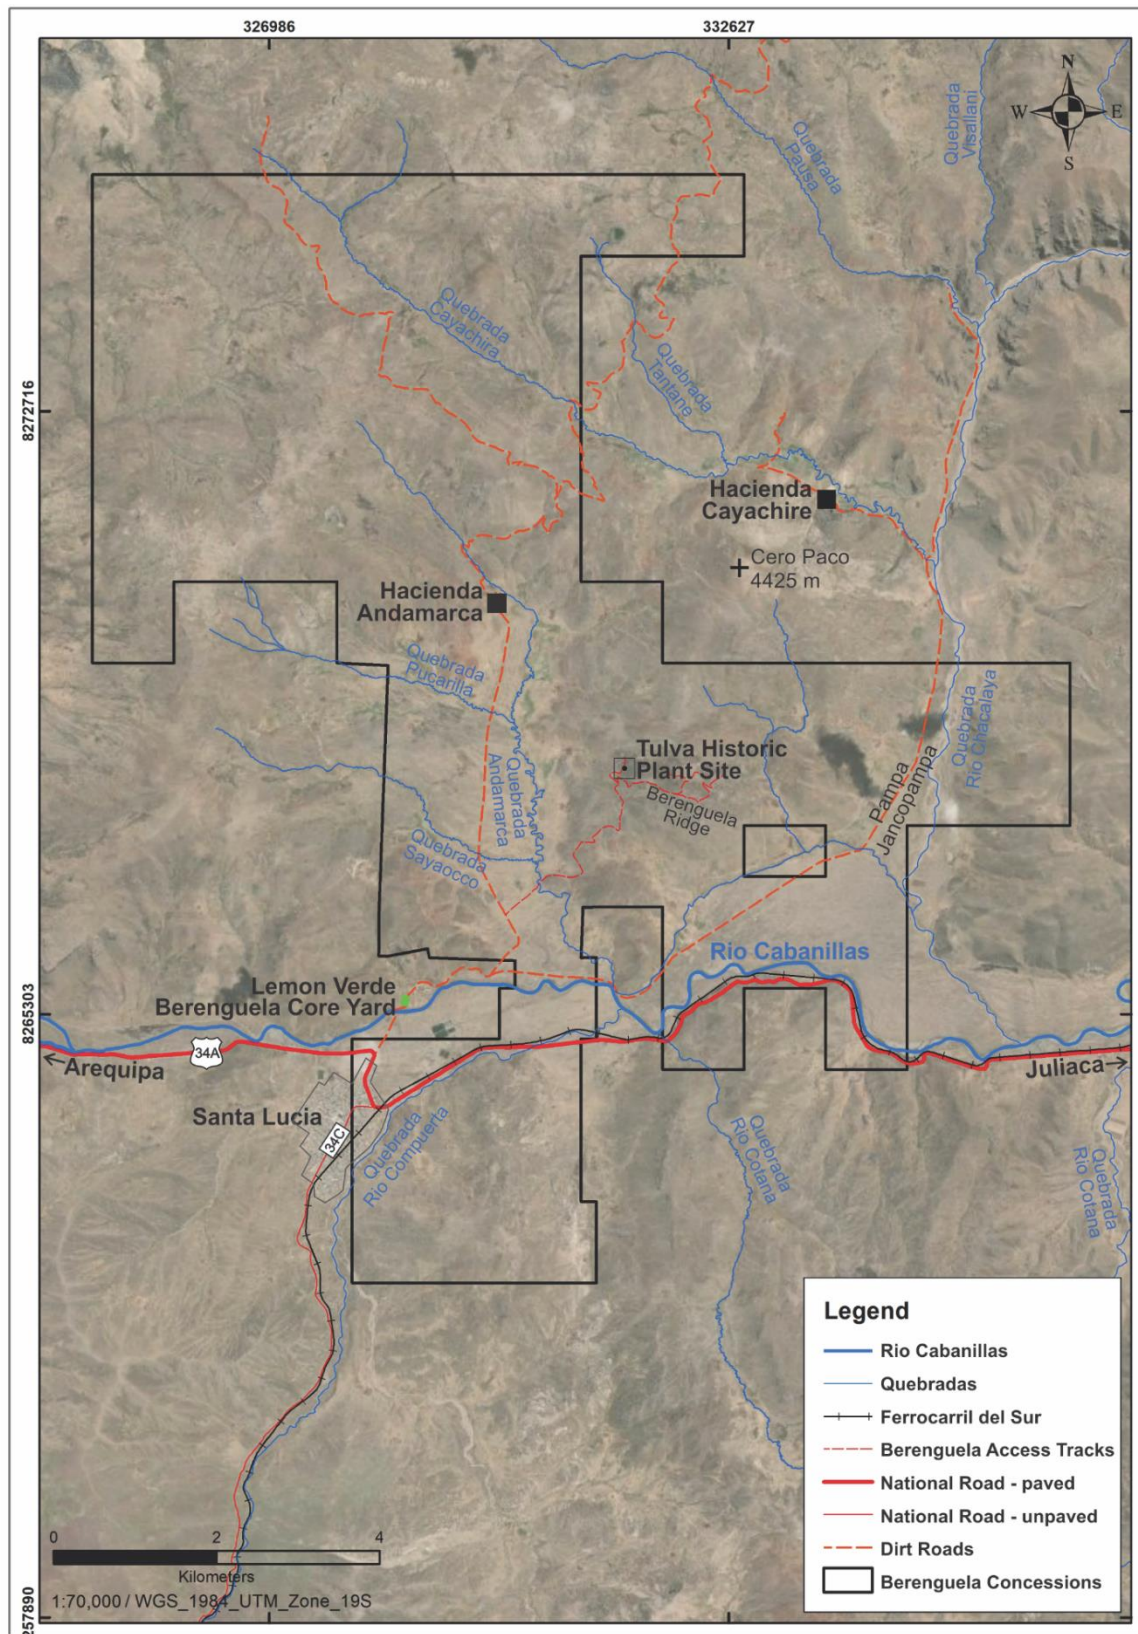 326986
332627
N
W
E
S
Quebrada
Pausa
Quebrada
Visallani
Quebrada
Cayachira
Quebrada
Tantane
8272716
Hacienda
Cayachire
Cero Paco
4425 m
Hacienda
Andamarca
Quebrada
Pucarilla
Quebrada
Andamarca
Quebrada
Rio Chacalaya
Tulva Historic
Plant Site
Berenguela
Ridge
Pampa
Jancopampa
Quebrada
Sayaocco
Rio Cabanillas
Lemon Verde
Berenguela Core Yard
8265303
34A
Arequipa
Juliaca
Santa Lucia
34C
Quebrada
Rio Compuerta
Quebrada
Rio Cotana
Quebrada
Rio Cotana
Legend
Rio Cabanillas
Quebradas
Ferrocarril del Sur
Berenguela Access Tracks
National Road - paved
National Road - unpaved
Dirt Roads
Berenguela Concessions
0
2
4
Kilometers
1:70,000 / WGS_1984_UTM_Zone_19S
257890